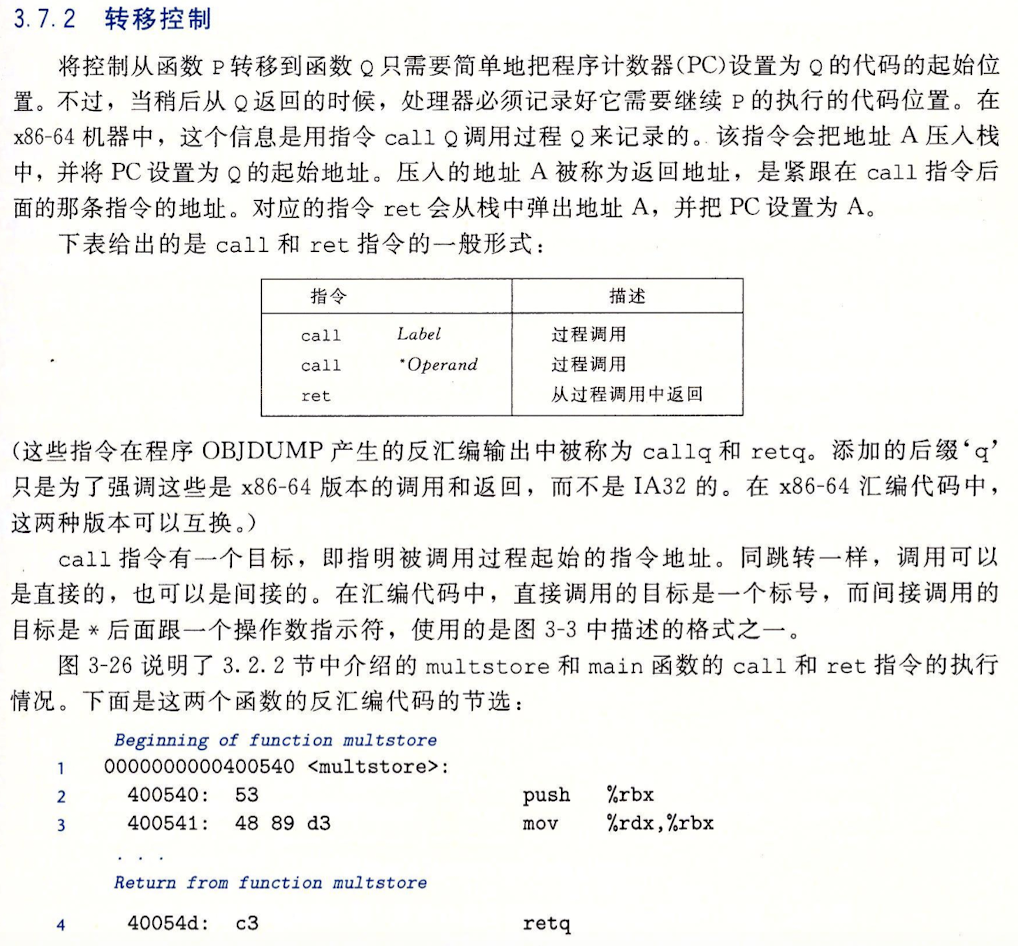 3.7.2 转移控制
将控制从函数 P 转移到函数 Q 只需要简单地把程序计数器(PC)设置为 Q 的代码的起始位
置。不过，当稍后从 Q 返回的时候，处理器必须记录好它需要继续 P 的执行的代码位置。在
x86-64 机器中，这个信息是用指令 call Q 调用过程 Q 来记录的。该指令会把地址 A 压入栈
中，并将 PC 设置为 Q 的起始地址。压入的地址 A 被称为返回地址，是紧跟在 call 指令后
面的那条指令的地址。对应的指令 ret 会从栈中弹出地址 A，并把 PC 设置为 A。
下表给出的是 call 和 ret 指令的一般形式：
指令 描述
call Label 过程调用
call *Operand 过程调用
ret 从过程调用中返回
(这些指令在程序 OBJDUMP 产生的反汇编输出中被称为 callq 和 retq。添加的后缀‘q’
只是为了强调这些是 x86-64 版本的调用和返回，而不是 IA32 的。在 x86-64 汇编代码中，
这两种版本可以互换。)
call 指令有一个目标，即指明被调用过程起始的指令地址。同跳转一样，调用可以
是直接的，也可以是间接的。在汇编代码中，直接调用的目标是一个标号，而间接调用的
目标是 * 后面跟一个操作数指示符，使用的是图 3-3 中描述的格式之一。
图 3-26 说明了 3.2.2 节中介绍的 multstore 和 main 函数的 call 和 ret 指令的执行
情况。下面是这两个函数的反汇编代码的节选：
Beginning of function multstore
1 0000000000400540 <multstore>:
2 400540: 53 push %rbx
3 400541: 48 89 d3 mov %rdx,%rbx
. . .
Return from function multstore
4 40054d: c3 retq